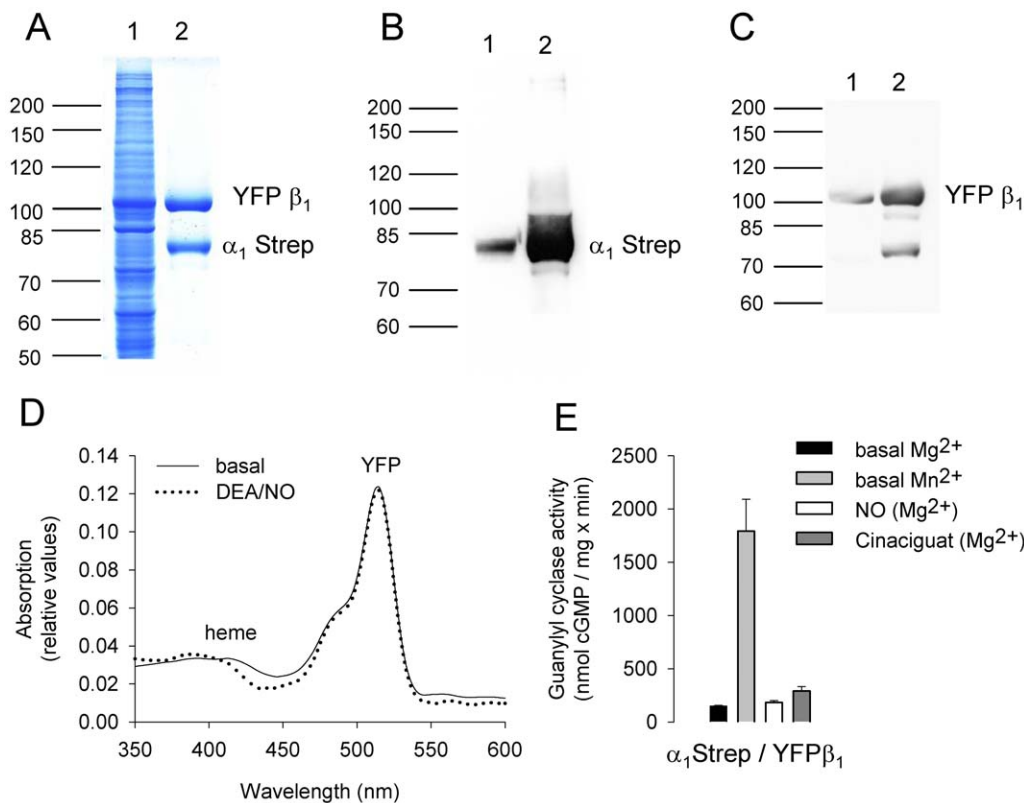 A
1 2
200
150
120
100
85
70
60
50
YFP β₁
α₁ Strep
B
1 2
200
150
120
100
85
70
60
α₁ Strep
C
1 2
200
150
120
100
85
70
60
YFP β₁
D
0.14
0.12
0.10
0.08
0.06
0.04
0.02
0.00
Absorption
(relative values)
basal
DEA/NO
YFP
heme
350 400 450 500 550 600
Wavelength (nm)
E
basal Mg²⁺
basal Mn²⁺
NO (Mg²⁺)
Cinaciguat (Mg²⁺)
2500
2000
1500
1000
500
0
Guanylyl cyclase activity
(nmol cGMP / mg x min)
α₁Strep / YFPβ₁